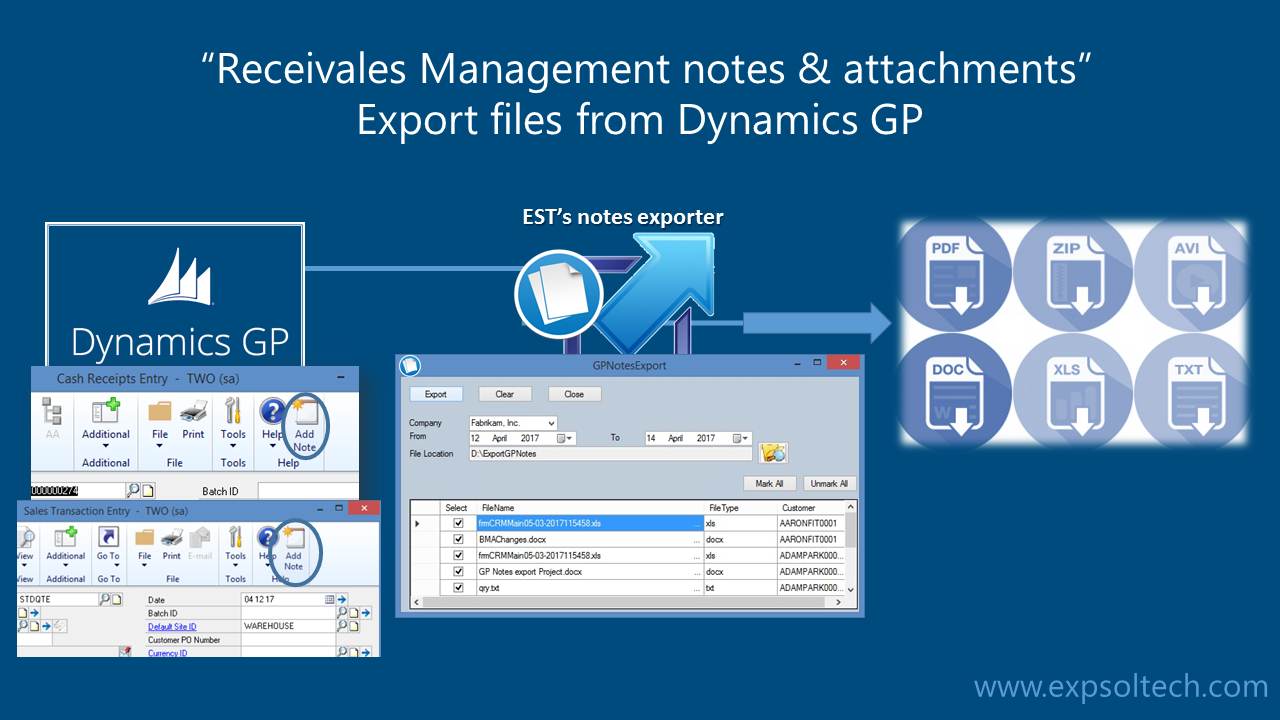 “Receivales Management notes & attachments”
Export files from Dynamics GP
EST’s notes exporter
Dynamics GP
PDF ZIP AVI
DOC XLS TXT
W
Cash Receipts Entry - TWO (sa)
AA Additional File Print Tools Help Add Note
Additional File Tools Help
Batch ID
Sales Transaction Entry - TWO (sa)
View Additional Go To File Print E-mail Tools Help Add Note
View Additional Go To File Tools Help
STDQTE Date 04 12 17
Batch ID
Default Site ID WAREHOUSE
Customer PO Number
Currency ID
GPNotesExport
Export Clear Close
Company Fabrikam, Inc.
From 12 April 2017 To 14 April 2017
File Location D:\ExportGPNotes
Mark All Unmark All
Select FileName FileType Customer
frmCRMMain05-03-2017115458.xls ... xls AARONFIT0001
BMAChanges.docx ... docx AARONFIT0001
frmCRMMain05-03-2017115458.xls ... xls ADAMPARK000...
GP Notes export Project.docx ... docx ADAMPARK000...
qry.txt ... txt ADAMPARK000...
www.expsoltech.com